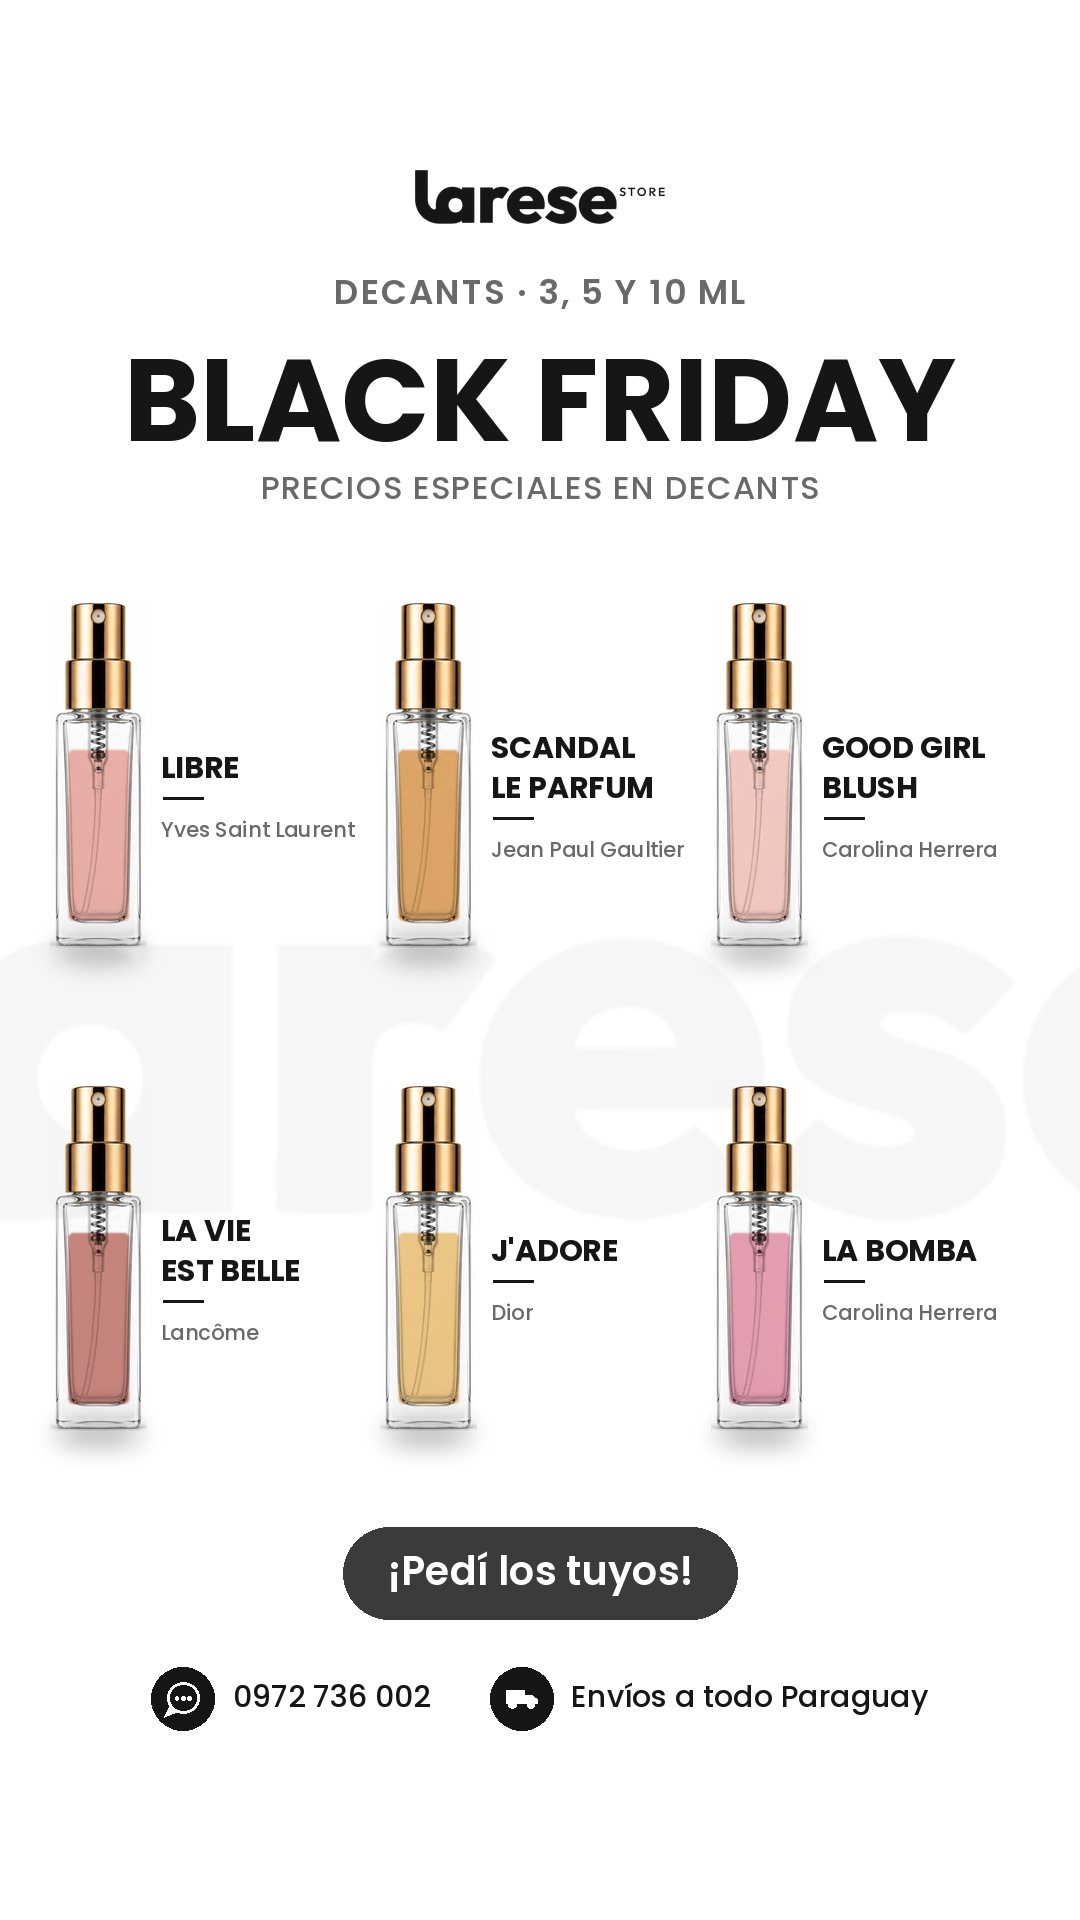 larese STORE
DECANTS · 3, 5 Y 10 ML
BLACK FRIDAY
PRECIOS ESPECIALES EN DECANTS
LIBRE
Yves Saint Laurent
SCANDAL
LE PARFUM
Jean Paul Gaultier
GOOD GIRL
BLUSH
Carolina Herrera
larese
LA VIE
EST BELLE
Lancôme
J'ADORE
Dior
LA BOMBA
Carolina Herrera
¡Pedí los tuyos!
0972 736 002
Envíos a todo Paraguay